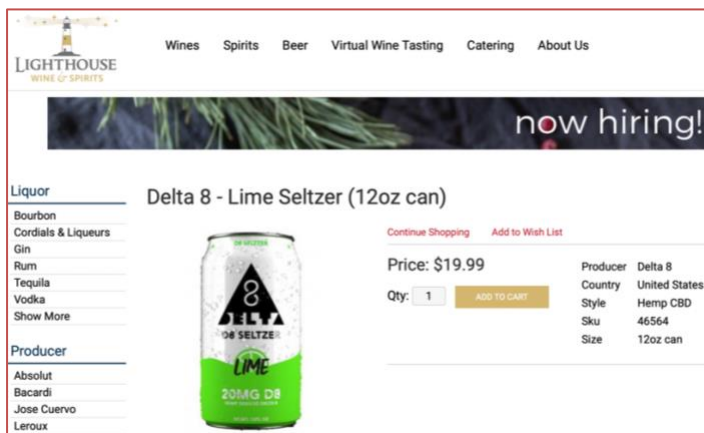 LIGHTHOUSE
WINE & SPIRITS
Wines Spirits Beer Virtual Wine Tasting Catering About Us
now hiring!
Liquor
Bourbon
Cordials & Liqueurs
Gin
Rum
Tequila
Vodka
Show More
Producer
Absolut
Bacardi
Jose Cuervo
Leroux
Delta 8 - Lime Seltzer (12oz can)
D8 SELTZER
8
DELTA
D8 SELTZER
LIME
20MG D8
Continue Shopping Add to Wish List
Price: $19.99
Qty: 1 ADD TO CART
Producer Delta 8
Country United States
Style Hemp CBD
Sku 46564
Size 12oz can